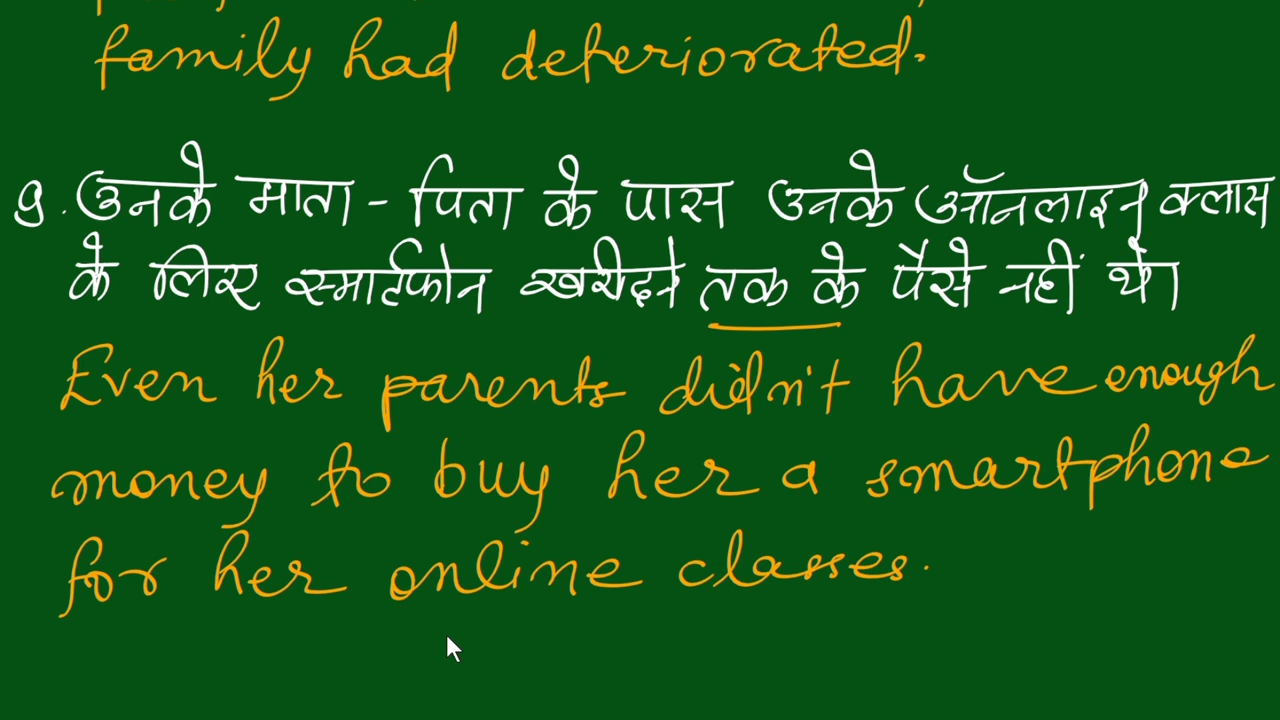 family had deteriorated.
9. उनके माता - पिता के पास उनके ऑनलाइन क्लास
के लिए स्मार्टफोन खरीदने तक के पैसे नहीं थे।
Even her parents didn't have enough
money to buy her a smartphone
for her online classes.